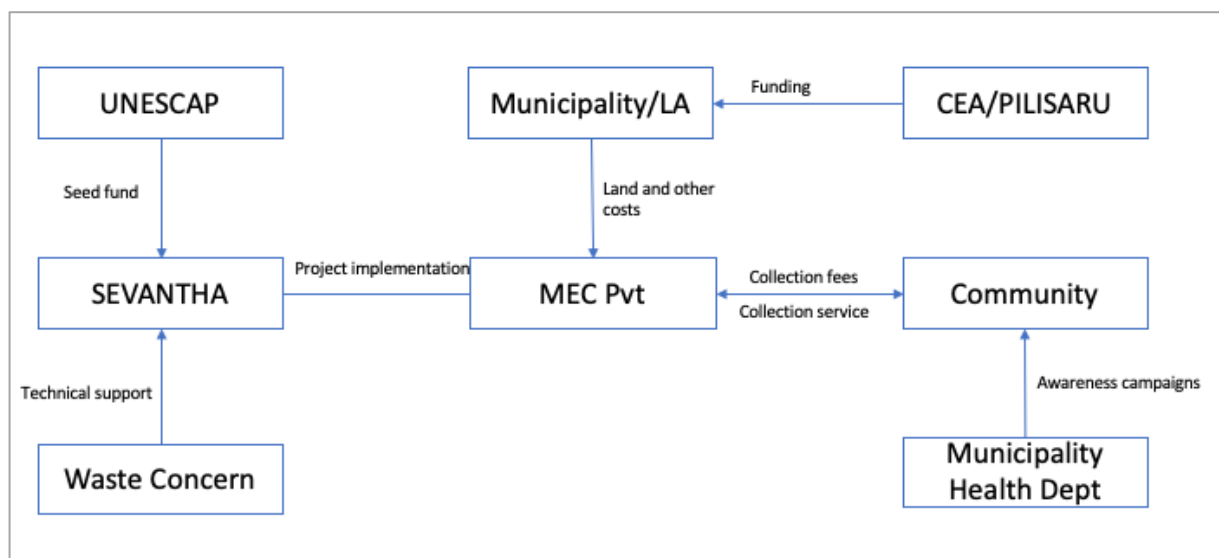 UNESCAP
Municipality/LA
Funding
CEA/PILISARU
Seed fund
Land and other
costs
SEVANTHA
Project implementation
MEC Pvt
Collection fees
Collection service
Community
Technical support
Awareness campaigns
Waste Concern
Municipality
Health Dept